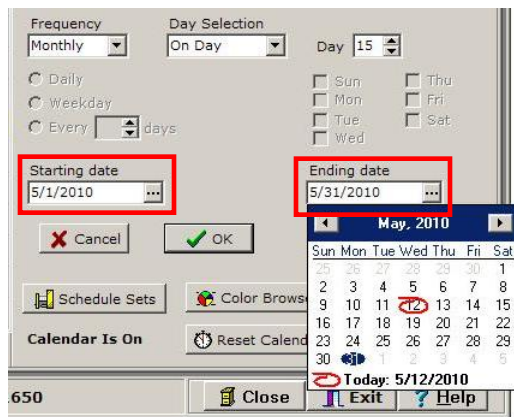 Frequency Day Selection
Monthly On Day Day 15
Daily
Weekday
Every days
Sun Thu
Mon Fri
Tue Sat
Wed
Starting date Ending date
5/1/2010 ... 5/31/2010 ...
Cancel OK
May, 2010
Sun Mon Tue Wed Thu Fri Sat
25 26 27 28 29 30 1
2 3 4 5 6 7 8
9 10 11 12 13 14 15
16 17 18 19 20 21 22
23 24 25 26 27 28 29
30 31 1 2 3 4 5
Today: 5/12/2010
Schedule Sets Color Brows
Calendar Is On Reset Calend
650 Close Exit Help